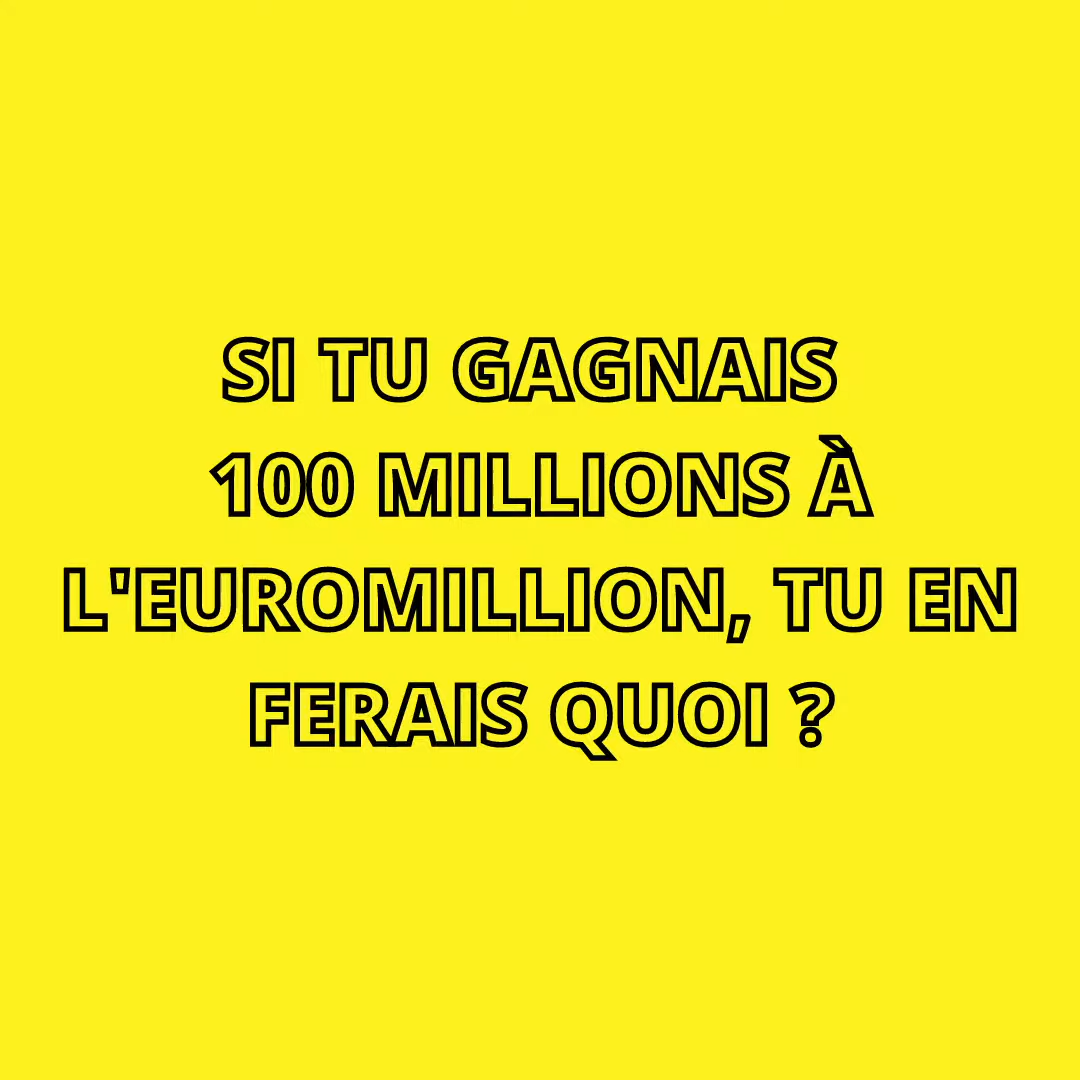 SI TU GAGNAIS
100 MILLIONS À
L'EUROMILLION, TU EN
FERAIS QUOI ?